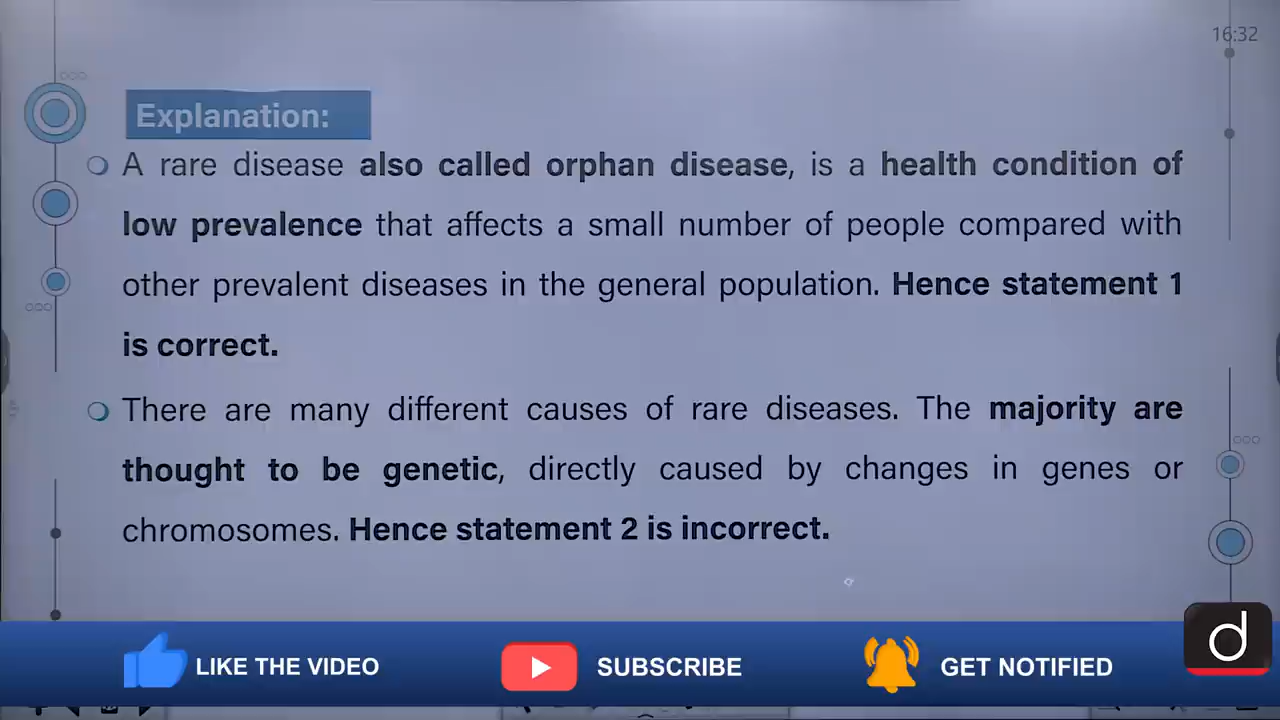 16:32
Explanation:
A rare disease also called orphan disease, is a health condition of
low prevalence that affects a small number of people compared with
other prevalent diseases in the general population. Hence statement 1
is correct.
There are many different causes of rare diseases. The majority are
thought to be genetic, directly caused by changes in genes or
chromosomes. Hence statement 2 is incorrect.
LIKE THE VIDEO
SUBSCRIBE
GET NOTIFIED
d